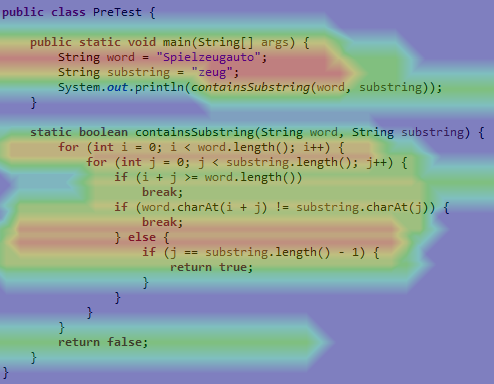 public class PreTest {
public static void main(String[] args) {
String word = "Spielzeugauto";
String substring = "zeug";
System.out.println(containsSubstring(word, substring));
}
static boolean containsSubstring(String word, String substring) {
for (int i = 0; i < word.length(); i++) {
for (int j = 0; j < substring.length(); j++) {
if (i + j >= word.length())
break;
if (word.charAt(i + j) != substring.charAt(j)) {
break;
} else {
if (j == substring.length() - 1) {
return true;
}
}
}
}
return false;
}
}